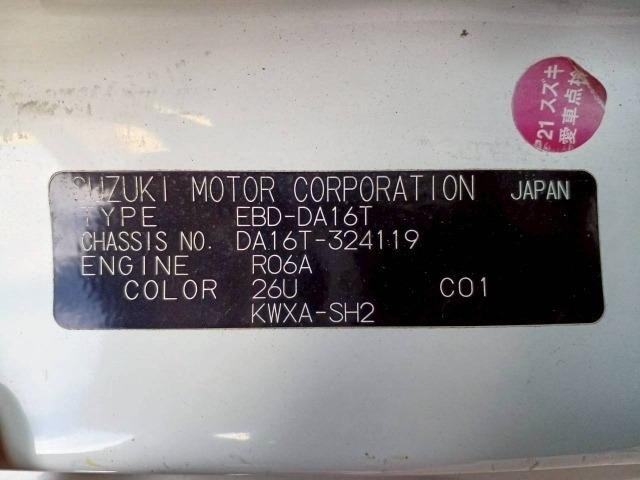 SUZUKI MOTOR CORPORATION JAPAN
TYPE EBD-DA16T
CHASSIS NO. DA16T-324119
ENGINE R06A
COLOR 26U C01
KWXA-SH2
'21 スズキ
愛車点検